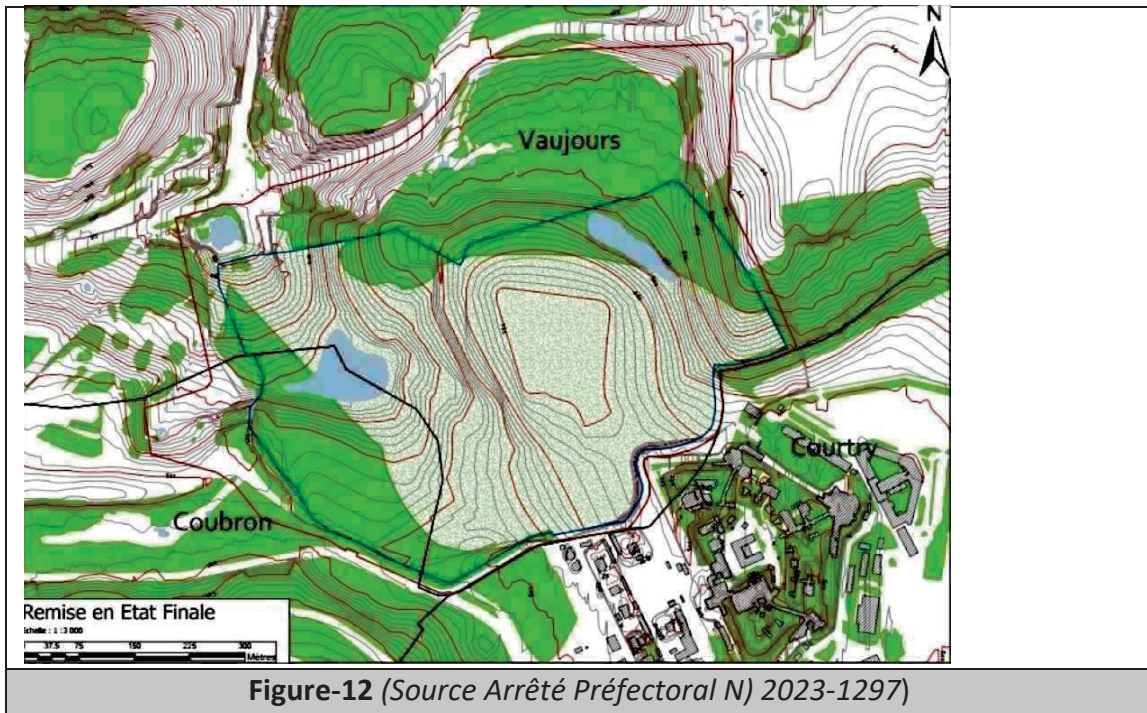 N
Vaujours
Courtry
Coubron
Remise en Etat Finale
Echelle : 1 :3 000
37.5 75 150 225 300
Mètres
Figure-12 (Source Arrêté Préfectoral N) 2023-1297)